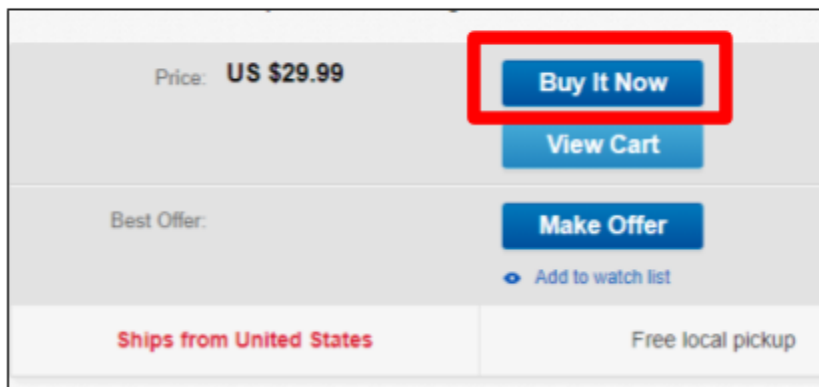 Price: US $29.99
Buy It Now
View Cart
Best Offer:
Make Offer
Add to watch list
Ships from United States
Free local pickup